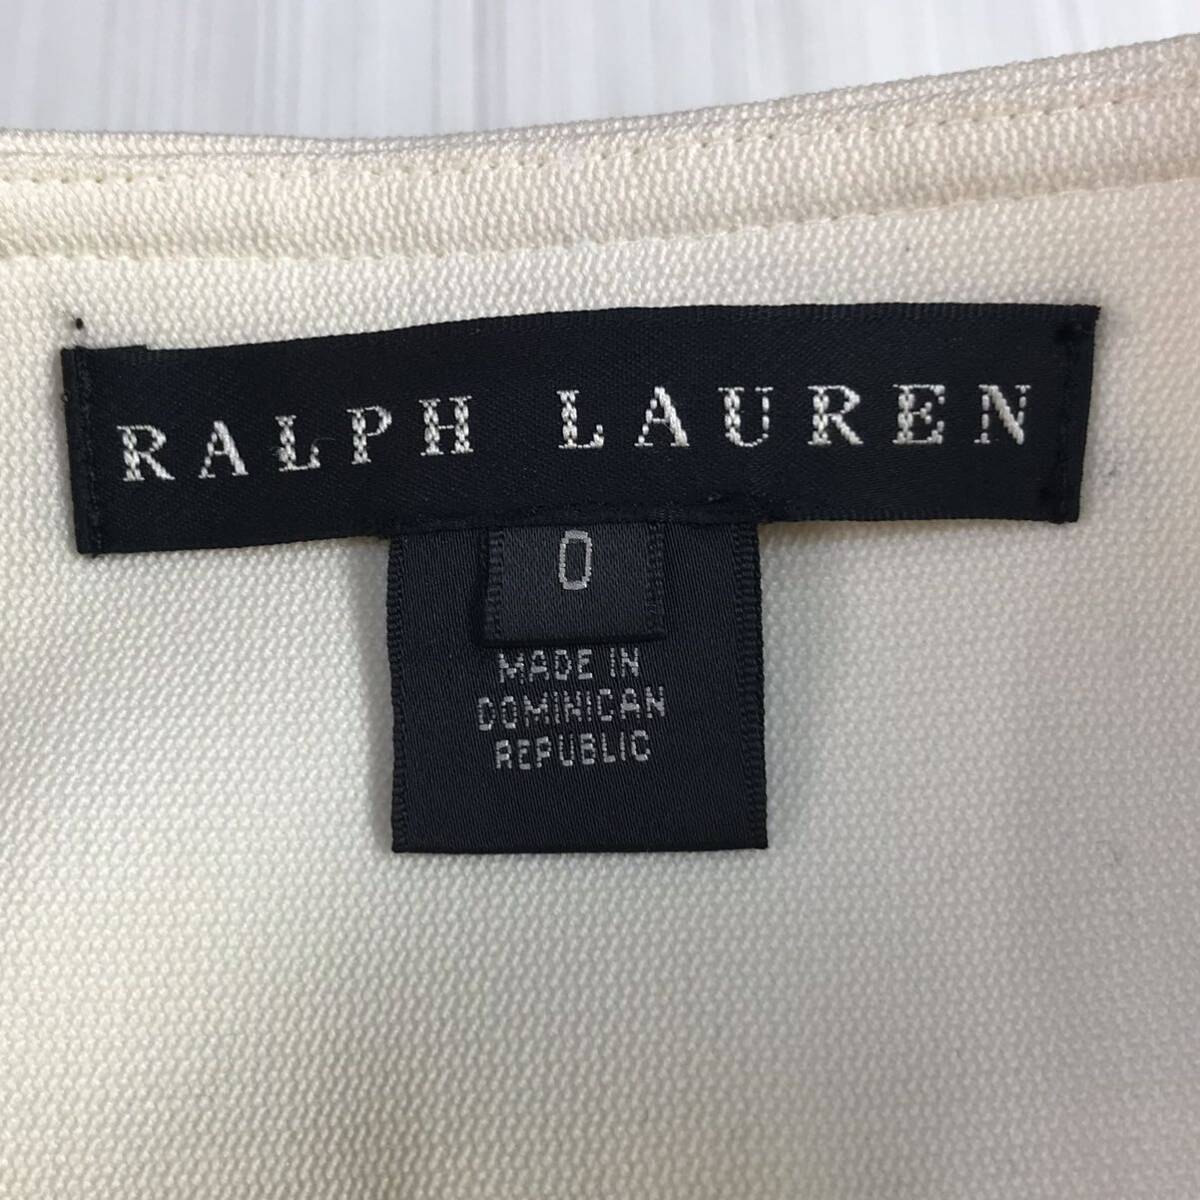 RALPH LAUREN
0
MADE IN
DOMINICAN
REPUBLIC